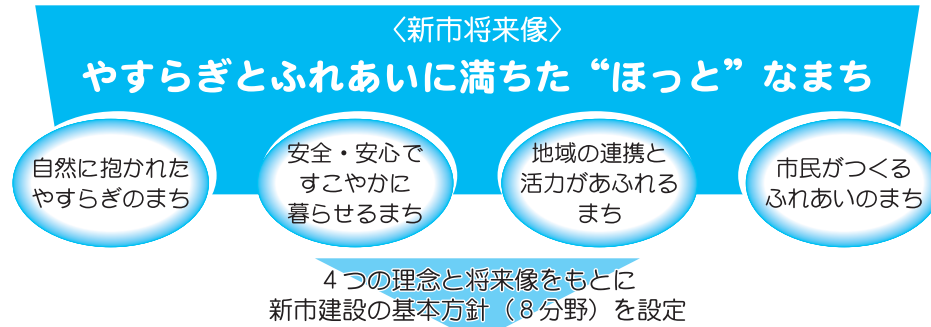 〈新市将来像〉
やすらぎとふれあいに満ちた“ほっと”なまち
自然に抱かれた
やすらぎのまち
安全・安心で
すこやかに
暮らせるまち
地域の連携と
活力があふれる
まち
市民がつくる
ふれあいのまち
4つの理念と将来像をもとに
新市建設の基本方針（8分野）を設定